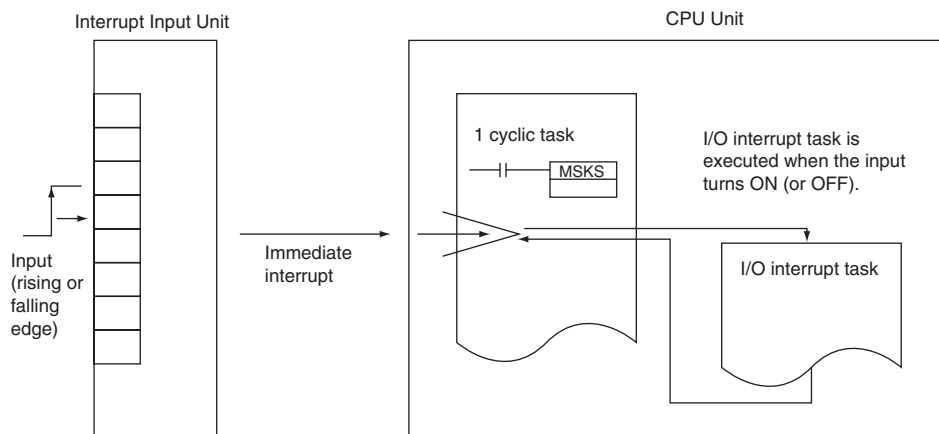 Interrupt Input Unit
CPU Unit
1 cyclic task
MSKS
I/O interrupt task is
executed when the input
turns ON (or OFF).
Input
(rising or
falling
edge)
Immediate
interrupt
I/O interrupt task